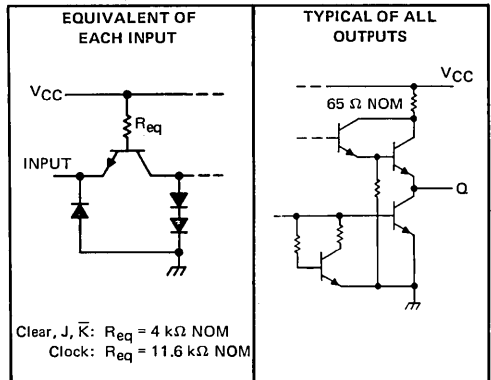 EQUIVALENT OF
EACH INPUT
VCC
Req
INPUT
Clear, J, K̅: Req = 4 kΩ NOM
Clock: Req = 11.6 kΩ NOM
TYPICAL OF ALL
OUTPUTS
VCC
65 Ω NOM
Q